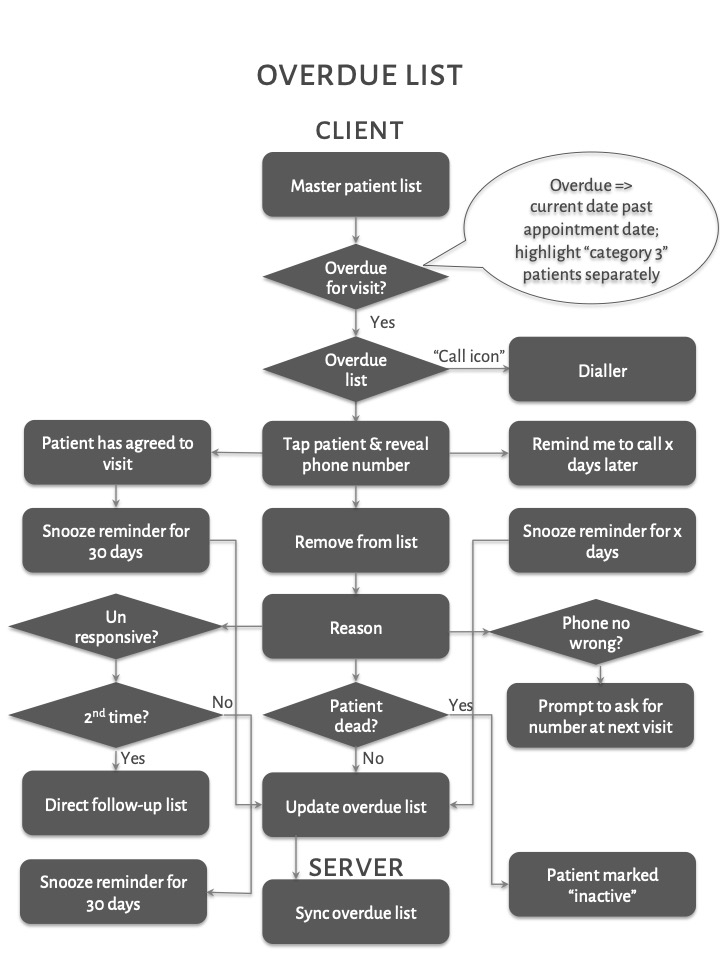 OVERDUE LIST
CLIENT
Master patient list
Overdue =>
current date past
appointment date;
highlight “category 3”
patients separately
Overdue
for visit?
Yes
Overdue
list
“Call icon”
Dialler
Patient has agreed to
visit
Tap patient & reveal
phone number
Remind me to call x
days later
Snooze reminder for
30 days
Remove from list
Snooze reminder for x
days
Un
responsive?
Reason
Phone no
wrong?
2nd time?
No
Patient
dead?
Yes
Prompt to ask for
number at next visit
Yes
No
Direct follow-up list
Update overdue list
SERVER
Snooze reminder for
30 days
Sync overdue list
Patient marked
“inactive”